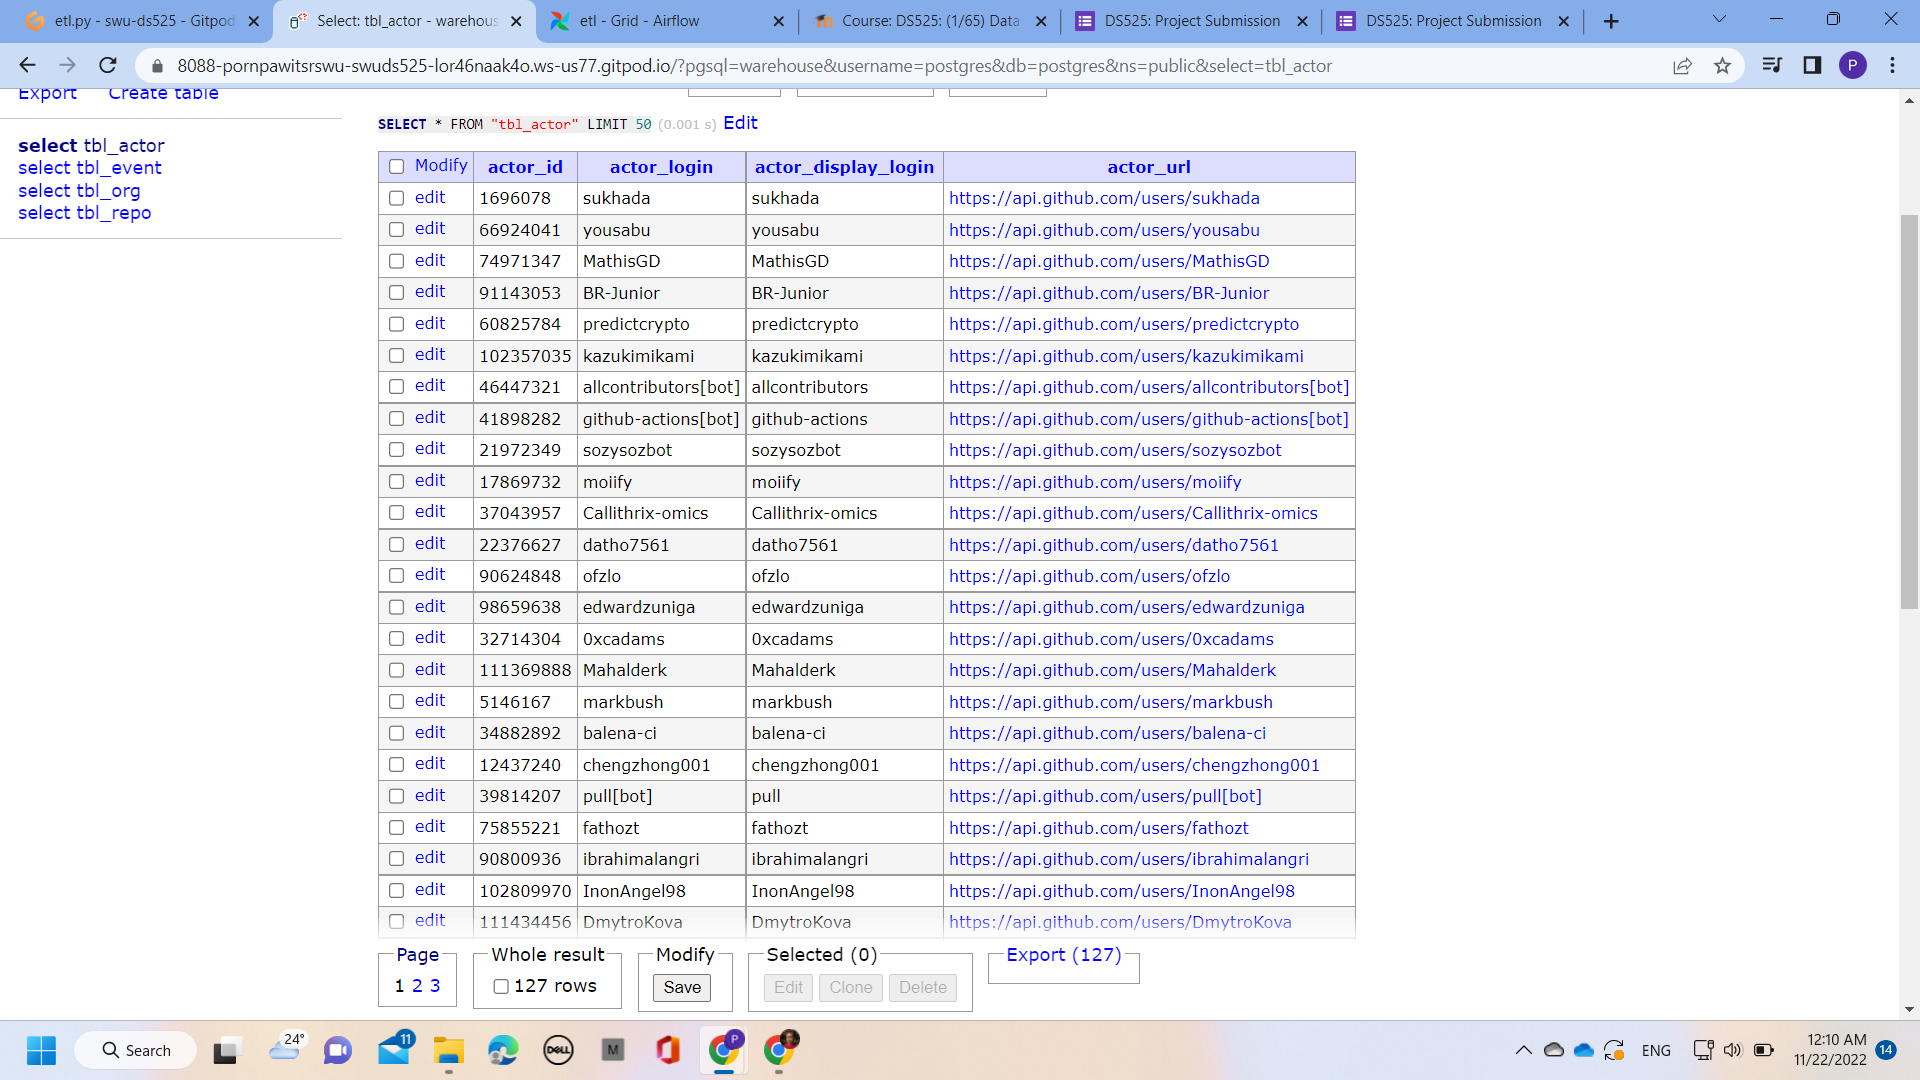 etl.py - swu-ds525 - Gitpod
Select: tbl_actor - warehous
etl - Grid - Airflow
Course: DS525: (1/65) Data
DS525: Project Submission
DS525: Project Submission
8088-pornpawitsrswu-swuds525-lor46naak4o.ws-us77.gitpod.io/?pgsql=warehouse&username=postgres&db=postgres&ns=public&select=tbl_actor
P
Export Create table
select tbl_actor
select tbl_event
select tbl_org
select tbl_repo
SELECT * FROM "tbl_actor" LIMIT 50 (0.001 s) Edit
Modify actor_id actor_login actor_display_login actor_url
edit 1696078 sukhada sukhada https://api.github.com/users/sukhada
edit 66924041 yousabu yousabu https://api.github.com/users/yousabu
edit 74971347 MathisGD MathisGD https://api.github.com/users/MathisGD
edit 91143053 BR-Junior BR-Junior https://api.github.com/users/BR-Junior
edit 60825784 predictcrypto predictcrypto https://api.github.com/users/predictcrypto
edit 102357035 kazukimikami kazukimikami https://api.github.com/users/kazukimikami
edit 46447321 allcontributors[bot] allcontributors https://api.github.com/users/allcontributors[bot]
edit 41898282 github-actions[bot] github-actions https://api.github.com/users/github-actions[bot]
edit 21972349 sozysozbot sozysozbot https://api.github.com/users/sozysozbot
edit 17869732 moiify moiify https://api.github.com/users/moiify
edit 37043957 Callithrix-omics Callithrix-omics https://api.github.com/users/Callithrix-omics
edit 22376627 datho7561 datho7561 https://api.github.com/users/datho7561
edit 90624848 ofzlo ofzlo https://api.github.com/users/ofzlo
edit 98659638 edwardzuniga edwardzuniga https://api.github.com/users/edwardzuniga
edit 32714304 0xcadams 0xcadams https://api.github.com/users/0xcadams
edit 111369888 Mahalderk Mahalderk https://api.github.com/users/Mahalderk
edit 5146167 markbush markbush https://api.github.com/users/markbush
edit 34882892 balena-ci balena-ci https://api.github.com/users/balena-ci
edit 12437240 chengzhong001 chengzhong001 https://api.github.com/users/chengzhong001
edit 39814207 pull[bot] pull https://api.github.com/users/pull[bot]
edit 75855221 fathozt fathozt https://api.github.com/users/fathozt
edit 90800936 ibrahimalangri ibrahimalangri https://api.github.com/users/ibrahimalangri
edit 102809970 InonAngel98 InonAngel98 https://api.github.com/users/InonAngel98
edit 111434456 DmytroKova DmytroKova https://api.github.com/users/DmytroKova
Page Whole result Modify Selected (0) Export (127)
1 2 3 127 rows Save Edit Clone Delete
Search 24° 11 DELL M P ENG 12:10 AM 14
11/22/2022